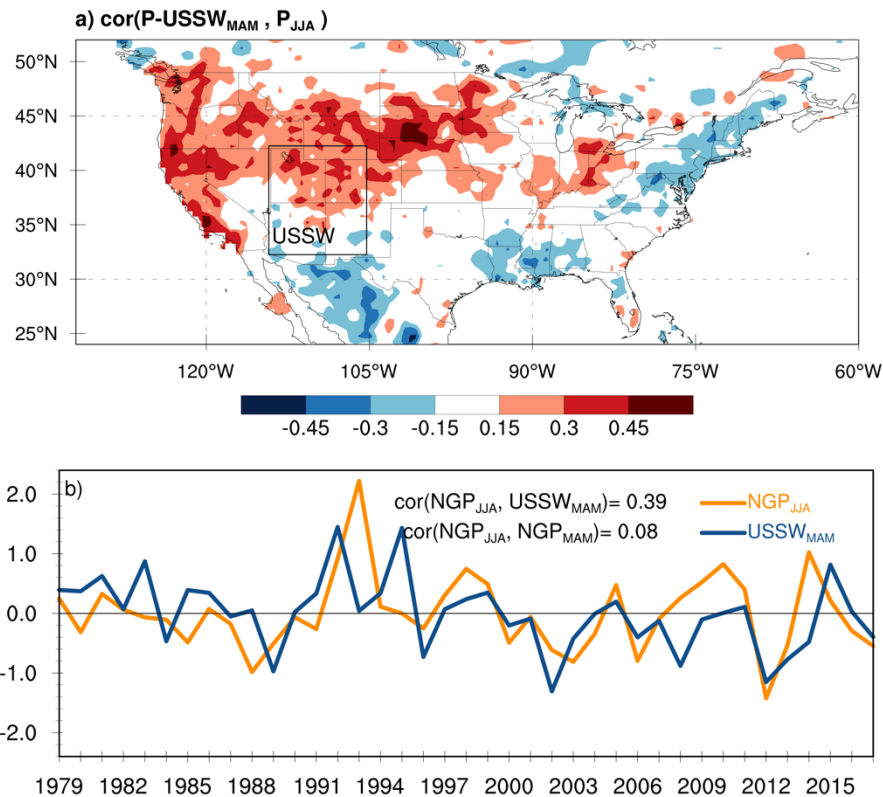 a) cor(P-USSW_MAM , P_JJA )
50°N
45°N
40°N
35°N
30°N
25°N
USSW
120°W 105°W 90°W 75°W 60°W
-0.45 -0.3 -0.15 0.15 0.3 0.45
b)
cor(NGP_JJA, USSW_MAM)= 0.39
cor(NGP_JJA, NGP_MAM)= 0.08
NGP_JJA
USSW_MAM
2.0
1.0
0.0
-1.0
-2.0
1979 1982 1985 1988 1991 1994 1997 2000 2003 2006 2009 2012 2015